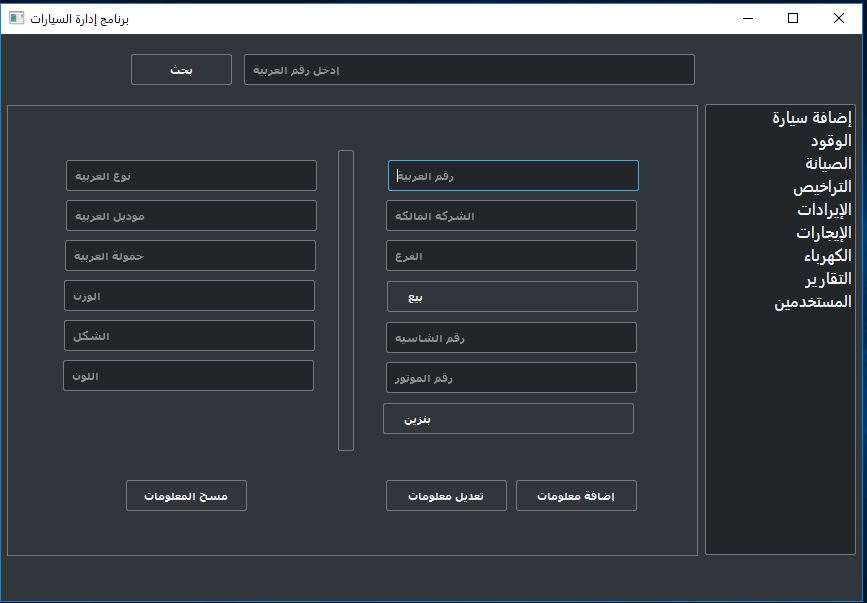 برنامج إدارة السيارات
إدخل رقم العربية
بحث
إضافة سيارة
الوقود
الصيانة
التراخيص
الإيرادات
الإيجارات
الكهرباء
التقارير
المستخدمين
رقم العربية
الشركة المالكة
الفرع
بيع
رقم الشاسيه
رقم الموتور
بنزين
نوع العربية
موديل العربية
حمولة العربية
الوزن
الشكل
اللون
إضافة معلومات
تعديل معلومات
مسح المعلومات